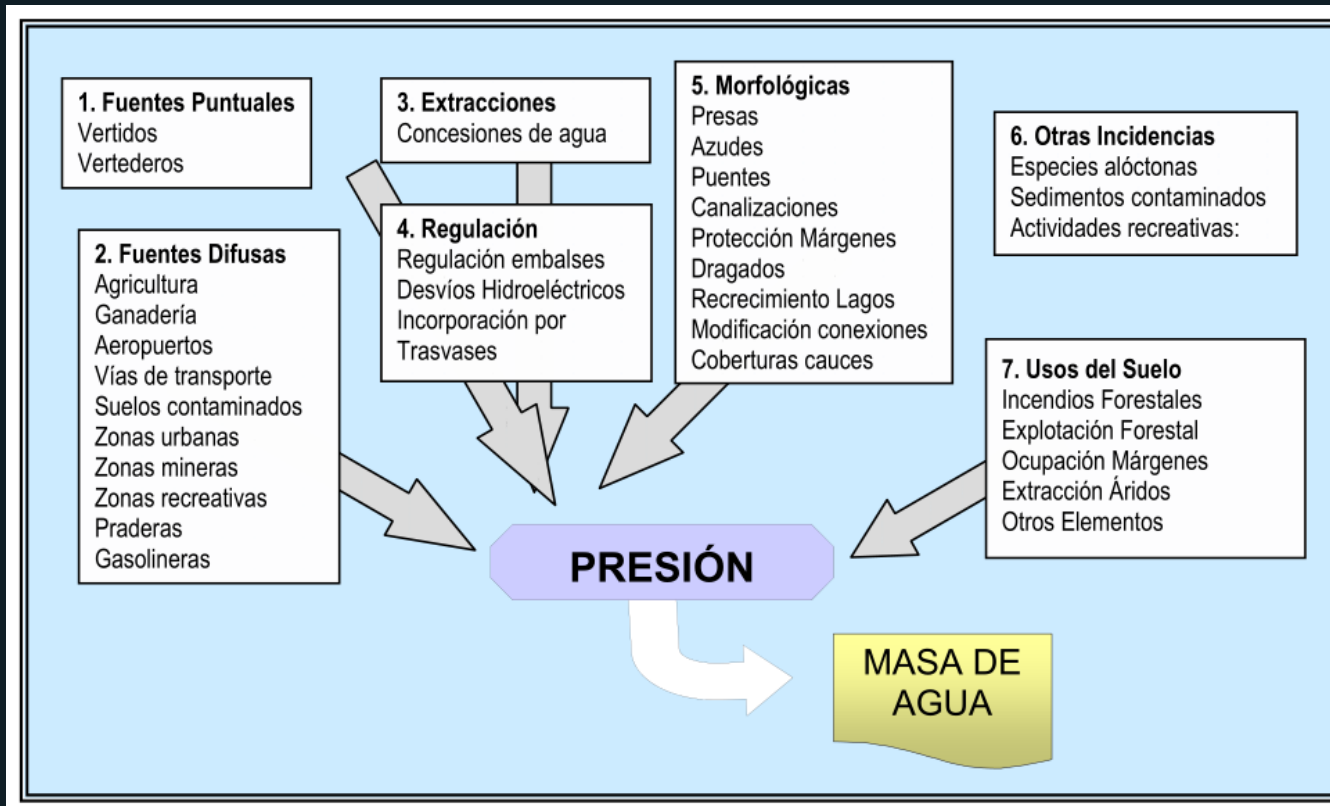 1. Fuentes Puntuales
Vertidos
Vertederos
2. Fuentes Difusas
Agricultura
Ganadería
Aeropuertos
Vías de transporte
Suelos contaminados
Zonas urbanas
Zonas mineras
Zonas recreativas
Praderas
Gasolineras
3. Extracciones
Concesiones de agua
4. Regulación
Regulación embalses
Desvíos Hidroeléctricos
Incorporación por
Trasvases
5. Morfológicas
Presas
Azudes
Puentes
Canalizaciones
Protección Márgenes
Dragados
Recrecimiento Lagos
Modificación conexiones
Coberturas cauces
6. Otras Incidencias
Especies alóctonas
Sedimentos contaminados
Actividades recreativas:
7. Usos del Suelo
Incendios Forestales
Explotación Forestal
Ocupación Márgenes
Extracción Áridos
Otros Elementos
PRESIÓN
MASA DE
AGUA